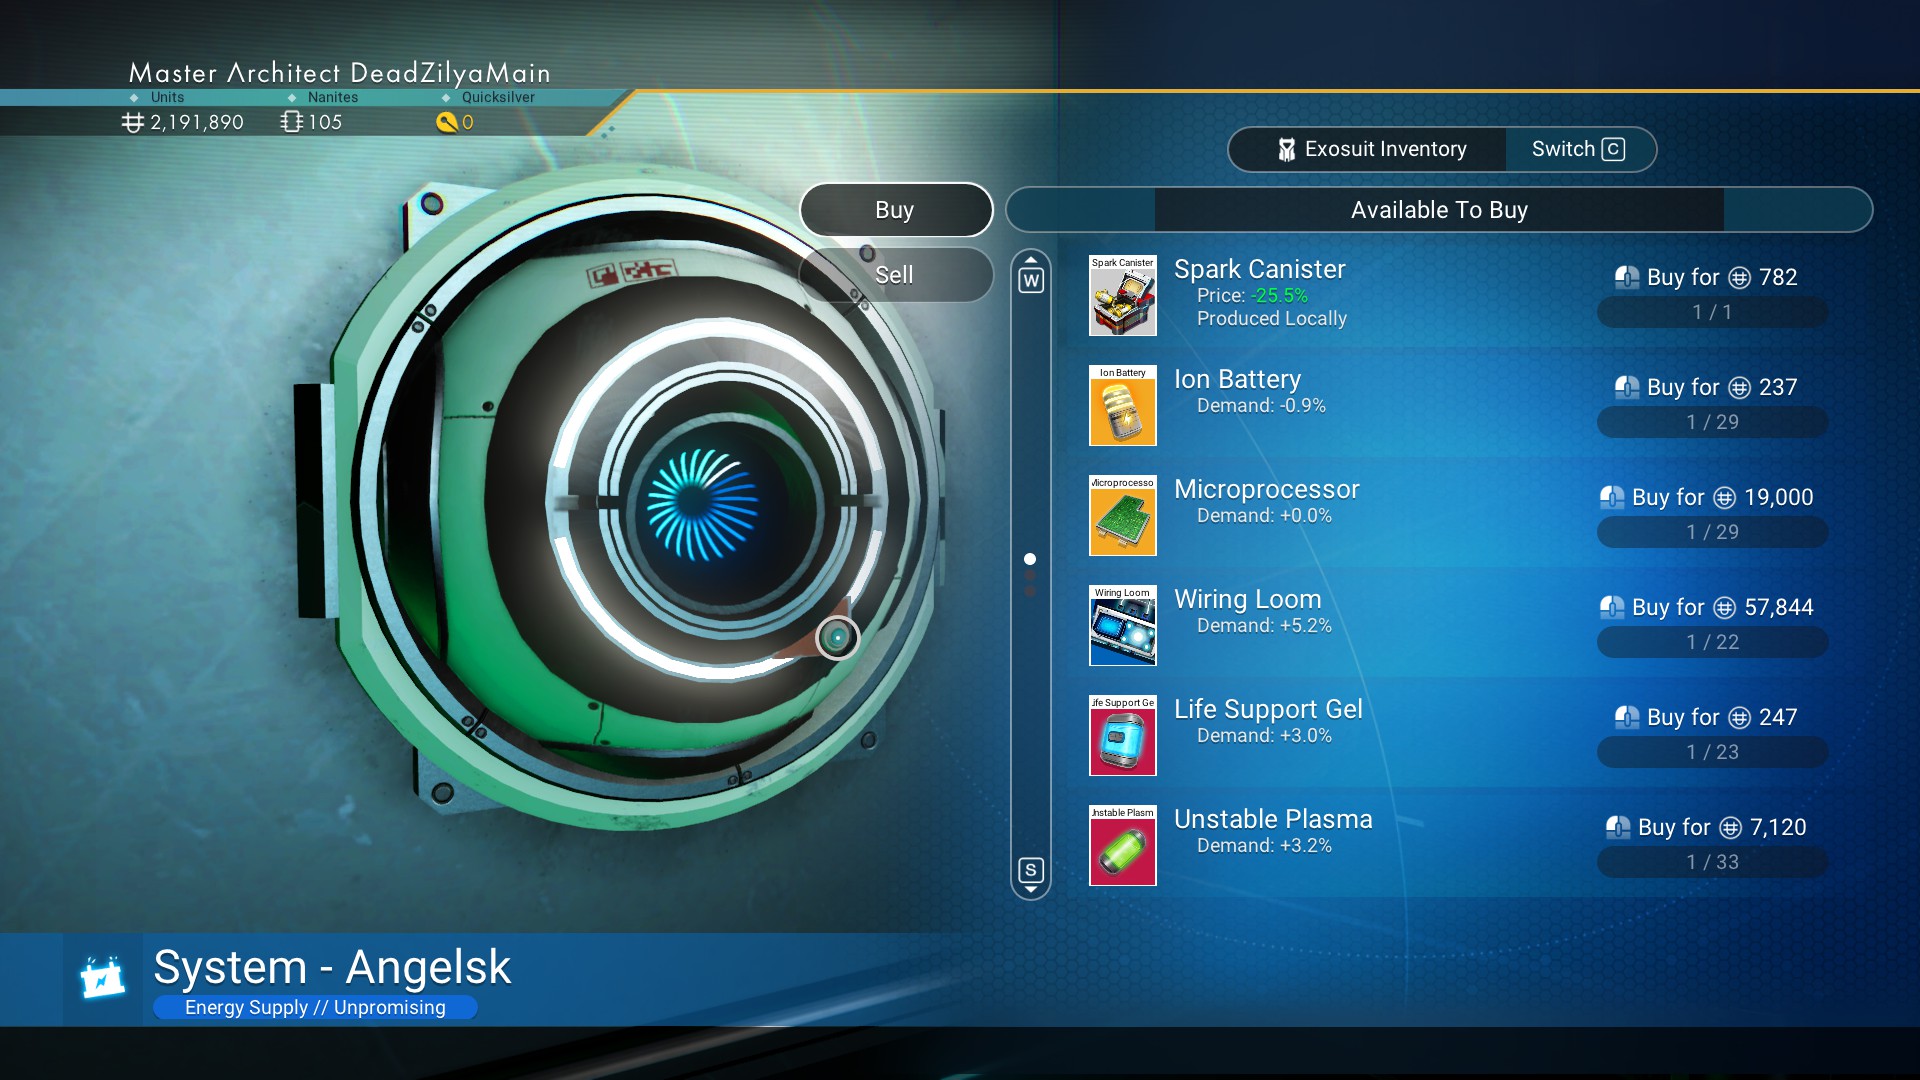 Master Architect DeadZilyaMain
Units Nanites Quicksilver
2,191,890 105 0
Exosuit Inventory Switch C
Buy Available To Buy
Sell
W
Spark Canister
Spark Canister
Price: -25.5%
Produced Locally
Buy for 782
1 / 1
Ion Battery
Ion Battery
Demand: -0.9%
Buy for 237
1 / 29
Microprocesso
Microprocessor
Demand: +0.0%
Buy for 19,000
1 / 29
Wiring Loom
Wiring Loom
Demand: +5.2%
Buy for 57,844
1 / 22
Life Support Ge
Life Support Gel
Demand: +3.0%
Buy for 247
1 / 23
Unstable Plasm
Unstable Plasma
Demand: +3.2%
Buy for 7,120
1 / 33
S
System - Angelsk
Energy Supply // Unpromising